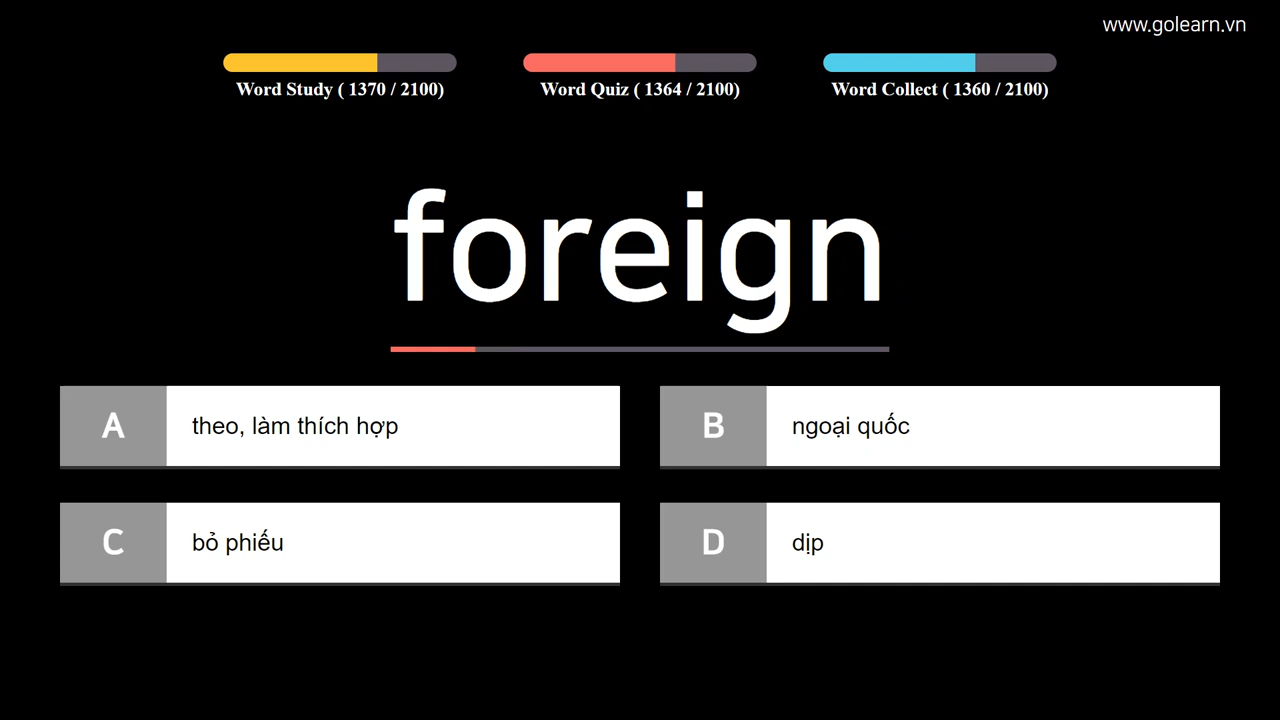 www.golearn.vn
Word Study ( 1370 / 2100)
Word Quiz ( 1364 / 2100)
Word Collect ( 1360 / 2100)
foreign
A theo, làm thích hợp
B ngoại quốc
C bỏ phiếu
D dịp